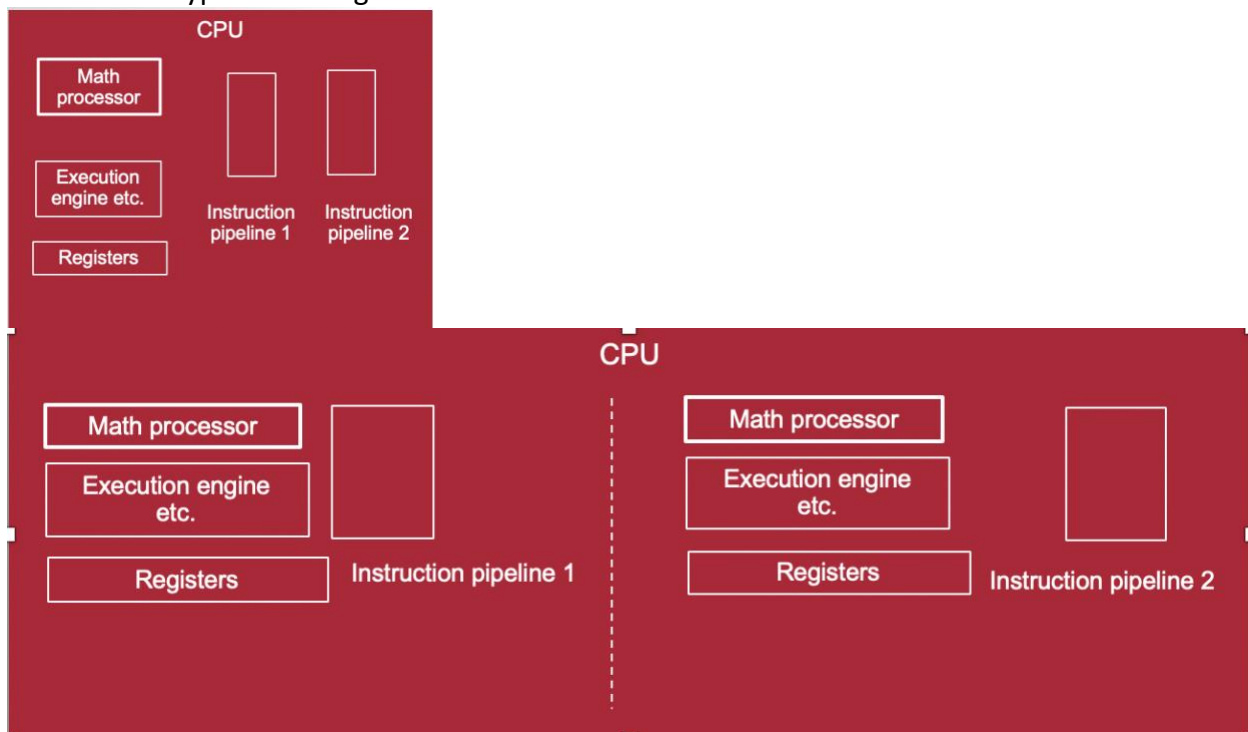 CPU
Math
processor
Execution
engine etc.
Registers
Instruction
pipeline 1
Instruction
pipeline 2
CPU
Math processor
Execution engine
etc.
Registers
Instruction pipeline 1
Math processor
Execution engine
etc.
Registers
Instruction pipeline 2